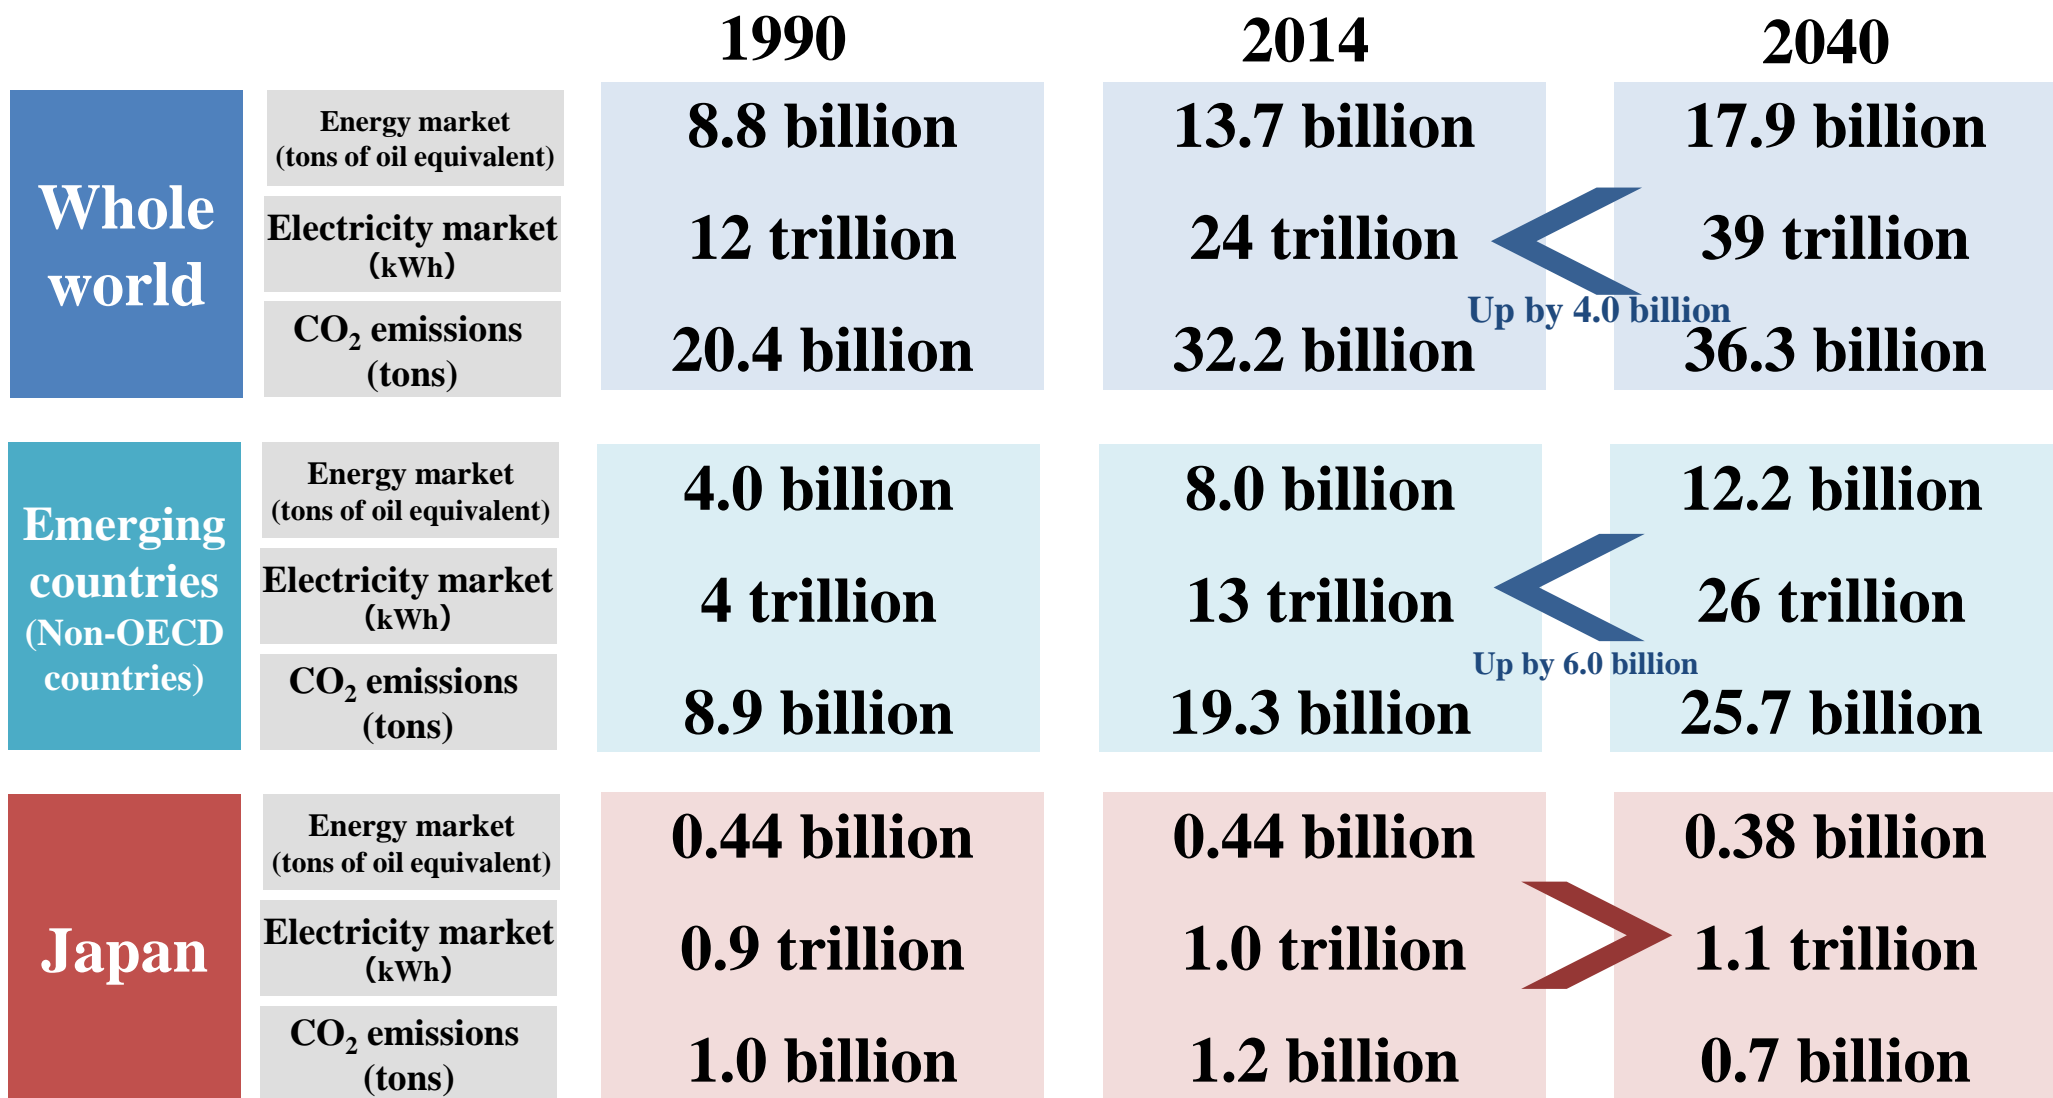 1990 2014 2040
Whole
world
Energy market
(tons of oil equivalent)
8.8 billion 13.7 billion 17.9 billion
Electricity market
(kWh)
12 trillion 24 trillion 39 trillion
Up by 4.0 billion
CO₂ emissions
(tons)
20.4 billion 32.2 billion 36.3 billion
Emerging
countries
(Non-OECD
countries)
Energy market
(tons of oil equivalent)
4.0 billion 8.0 billion 12.2 billion
Electricity market
(kWh)
4 trillion 13 trillion 26 trillion
Up by 6.0 billion
CO₂ emissions
(tons)
8.9 billion 19.3 billion 25.7 billion
Japan
Energy market
(tons of oil equivalent)
0.44 billion 0.44 billion 0.38 billion
Electricity market
(kWh)
0.9 trillion 1.0 trillion 1.1 trillion
CO₂ emissions
(tons)
1.0 billion 1.2 billion 0.7 billion